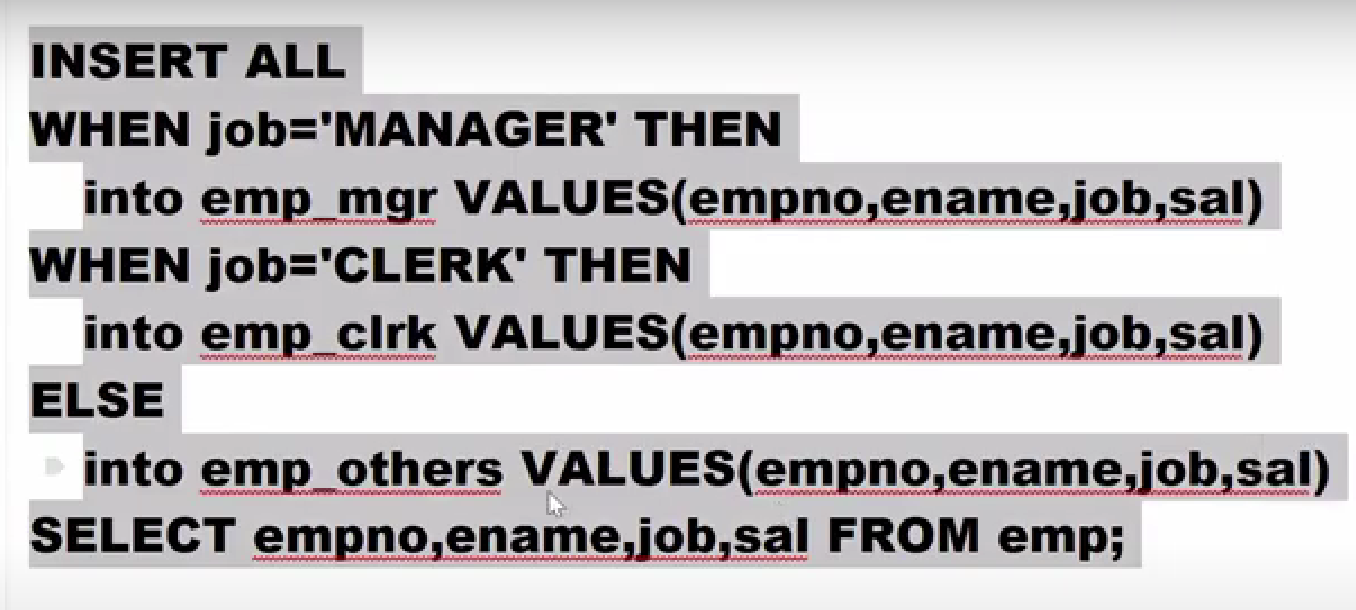 INSERT ALL
WHEN job='MANAGER' THEN
into emp_mgr VALUES(empno,ename,job,sal)
WHEN job='CLERK' THEN
into emp_clrk VALUES(empno,ename,job,sal)
ELSE
into emp_others VALUES(empno,ename,job,sal)
SELECT empno,ename,job,sal FROM emp;